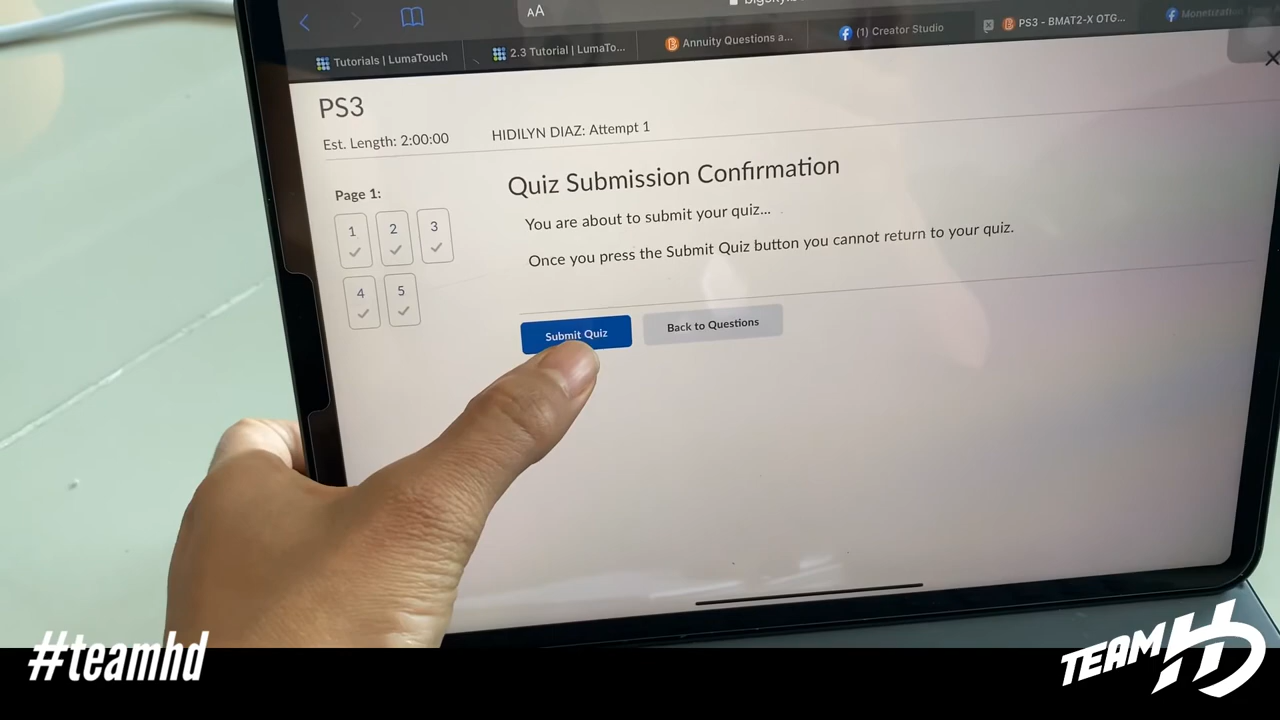 AA
Tutorials | LumaTouch
2.3 Tutorial | LumaTo...
Annuity Questions a...
(1) Creator Studio
PS3 - BMAT2-X OTG...
PS3
Est. Length: 2:00:00
HIDILYN DIAZ: Attempt 1
Page 1:
1 2 3
4 5
Quiz Submission Confirmation
You are about to submit your quiz...
Once you press the Submit Quiz button you cannot return to your quiz.
Submit Quiz
Back to Questions
#teamhd
TEAM HD